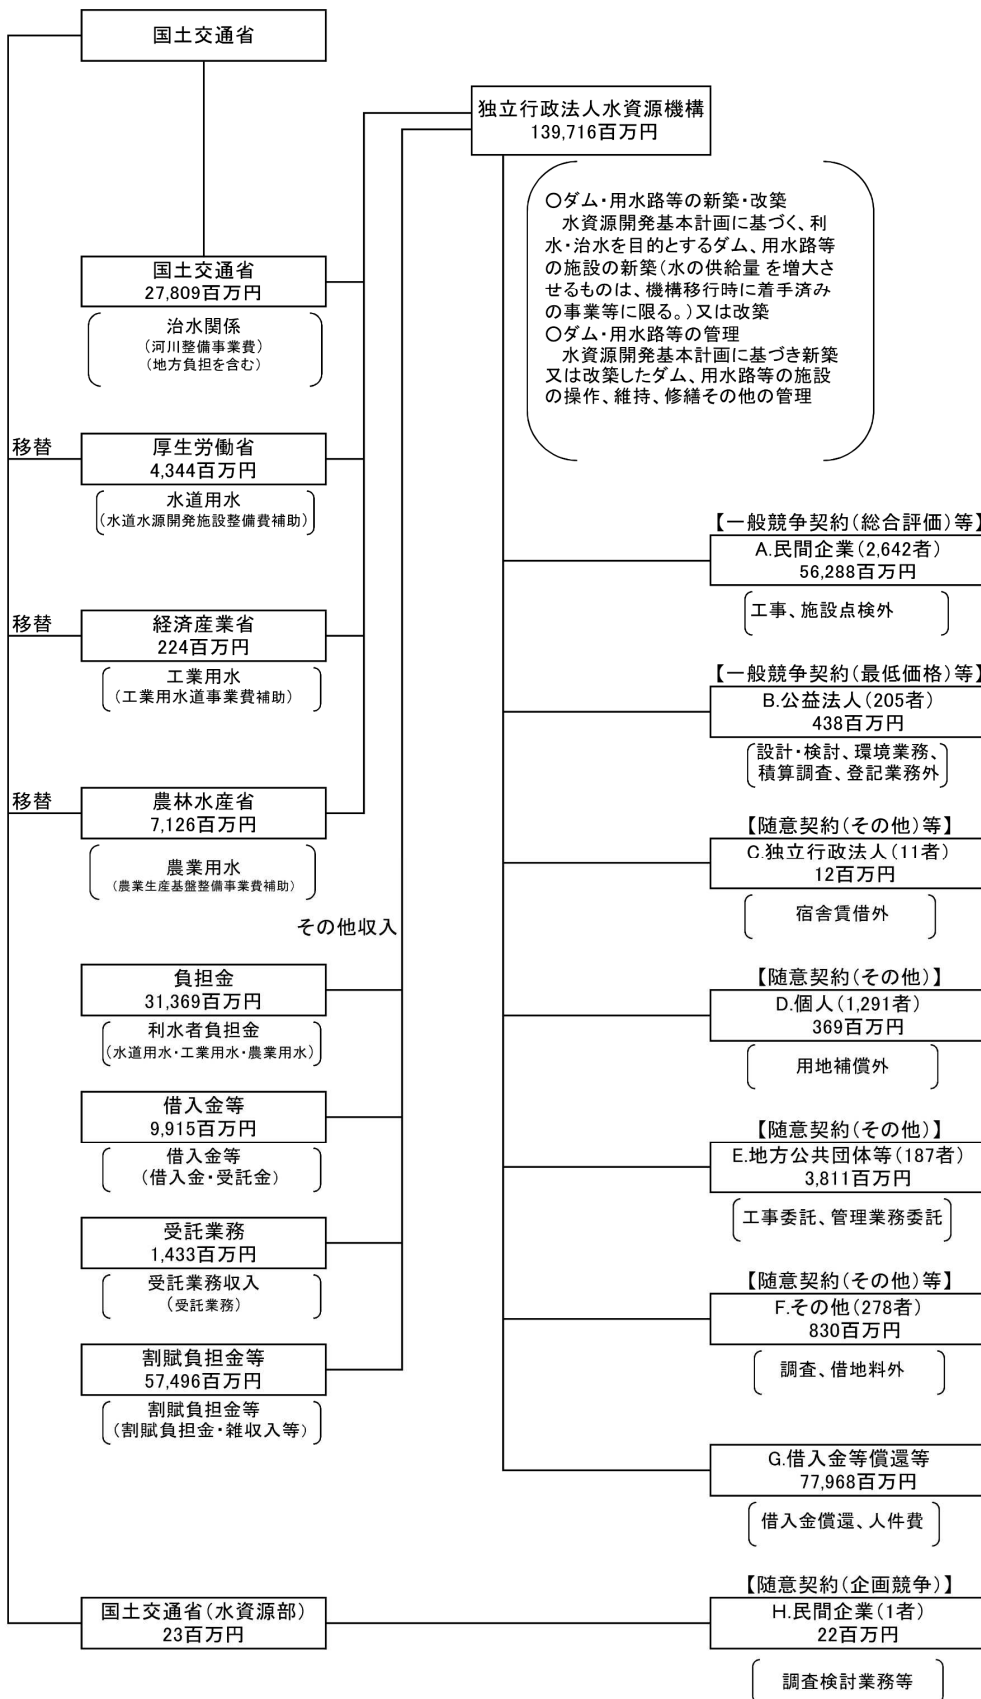 国土交通省
独立行政法人水資源機構
139,716百万円
〇ダム・用水路等の新築・改築
水資源開発基本計画に基づく、利
水・治水を目的とするダム、用水路等
の施設の新築(水の供給量 を増大さ
せるものは、機構移行時に着手済み
の事業等に限る。)又は改築
〇ダム・用水路等の管理
水資源開発基本計画に基づき新築
又は改築したダム、用水路等の施設
の操作、維持、修繕その他の管理
国土交通省
27,809百万円
治水関係
(河川整備事業費)
(地方負担を含む)
移替
厚生労働省
4,344百万円
水道用水
(水道水源開発施設整備費補助)
移替
経済産業省
224百万円
工業用水
(工業用水道事業費補助)
移替
農林水産省
7,126百万円
農業用水
(農業生産基盤整備事業費補助)
その他収入
負担金
31,369百万円
利水者負担金
(水道用水・工業用水・農業用水)
借入金等
9,915百万円
借入金等
(借入金・受託金)
受託業務
1,433百万円
受託業務収入
(受託業務)
割賦負担金等
57,496百万円
割賦負担金等
(割賦負担金・雑収入等)
【一般競争契約(総合評価)等】
A.民間企業(2,642者)
56,288百万円
工事、施設点検外
【一般競争契約(最低価格)等】
B.公益法人(205者)
438百万円
設計・検討、環境業務、
積算調査、登記業務外
【随意契約(その他)等】
C.独立行政法人(11者)
12百万円
宿舎賃借外
【随意契約(その他)】
D.個人(1,291者)
369百万円
用地補償外
【随意契約(その他)】
E.地方公共団体等(187者)
3,811百万円
工事委託、管理業務委託
【随意契約(その他)等】
F.その他(278者)
830百万円
調査、借地料外
G.借入金等償還等
77,968百万円
借入金償還、人件費
国土交通省(水資源部)
23百万円
【随意契約(企画競争)】
H.民間企業(1者)
22百万円
調査検討業務等